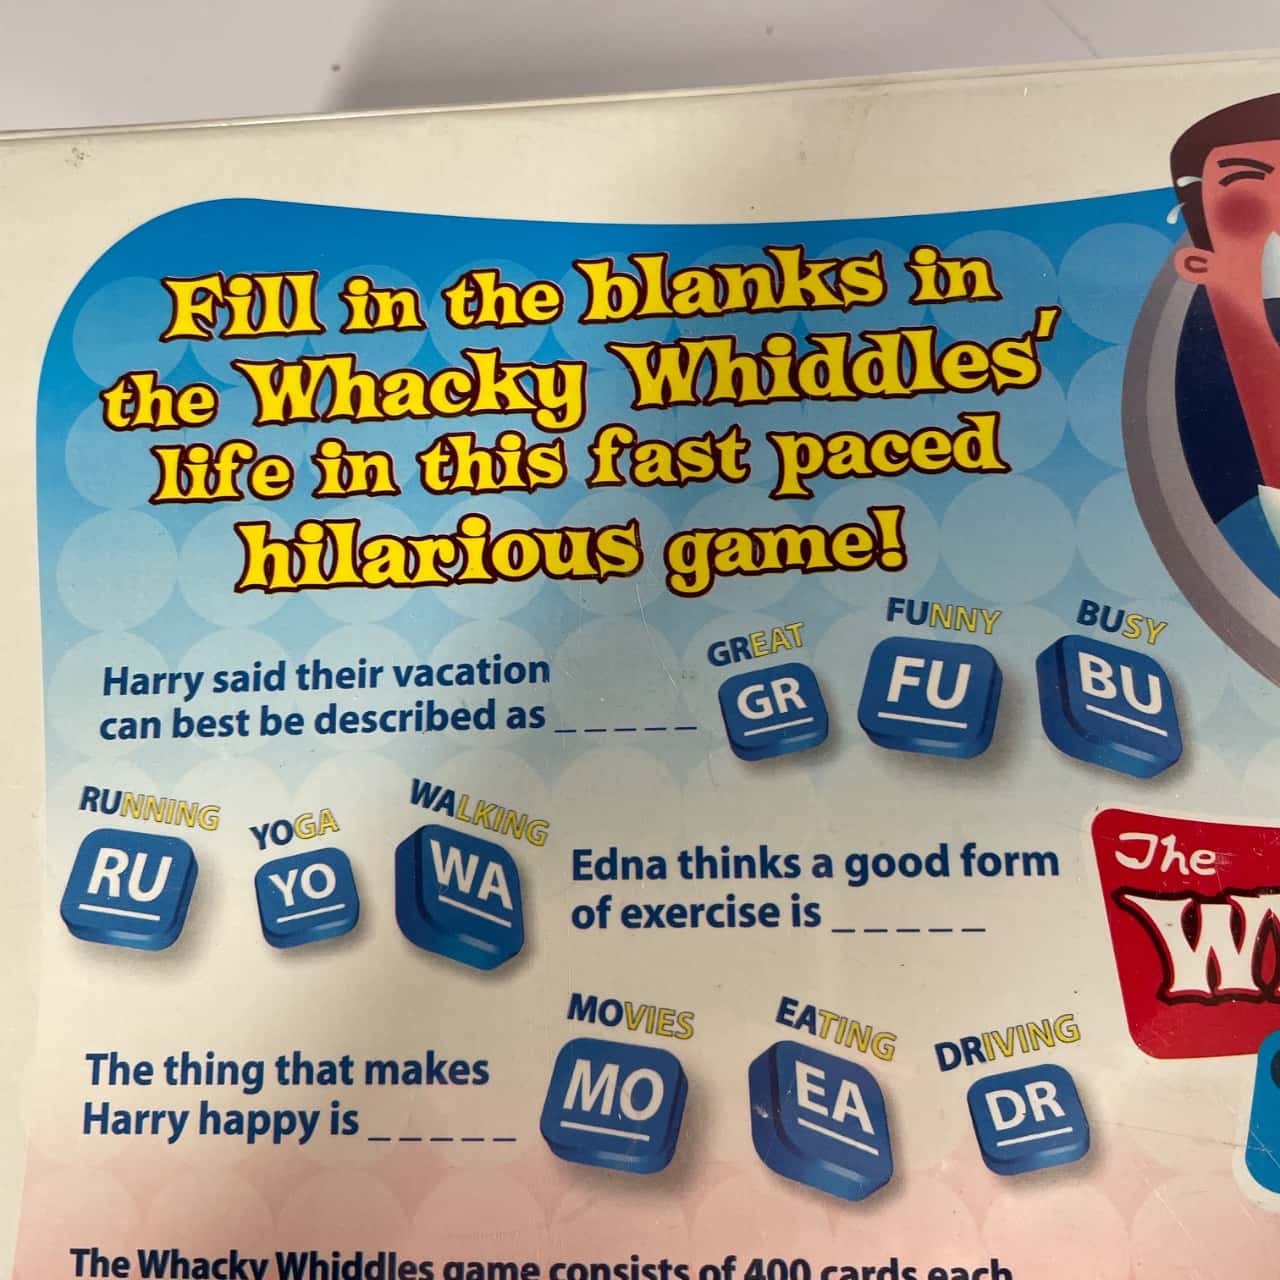 Fill in the blanks in
the Whacky Whiddles'
life in this fast paced
hilarious game!
Harry said their vacation
can best be described as _ _ _ _ _
GREAT FUNNY BUSY
GR FU BU
RUNNING YOGA WALKING
RU YO WA
Edna thinks a good form
of exercise is _ _ _ _ _
The
The thing that makes
Harry happy is _ _ _ _ _
MOVIES EATING DRIVING
MO EA DR
The Whacky Whiddles game consists of 400 cards each